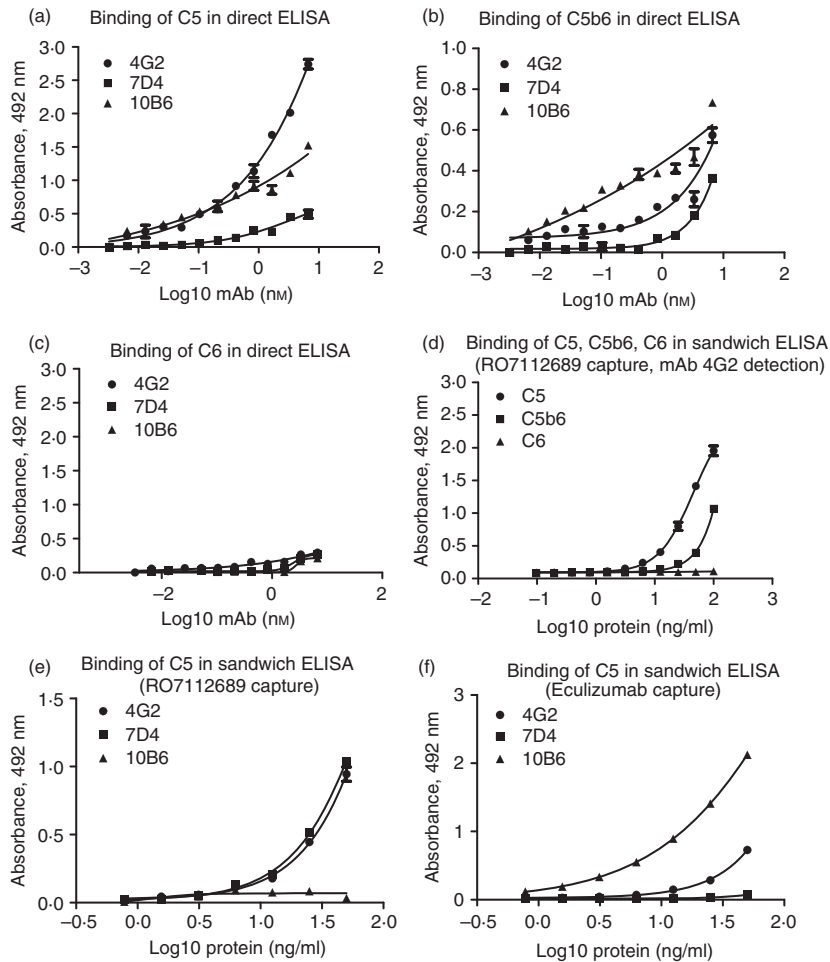 (a) Binding of C5 in direct ELISA
3·0
2·5
2·0
1·5
1·0
0·5
0·0
Absorbance, 492 nm
4G2
7D4
10B6
−3 −2 −1 0 1 2
Log10 mAb (nM)
(b) Binding of C5b6 in direct ELISA
1·0
0·8
0·6
0·4
0·2
0·0
Absorbance, 492 nm
4G2
7D4
10B6
−3 −2 −1 0 1 2
Log10 mAb (nM)
(c) Binding of C6 in direct ELISA
3·0
2·5
2·0
1·5
1·0
0·5
0·0
Absorbance, 492 nm
4G2
7D4
10B6
−2 0 2
Log10 mAb (nM)
(d) Binding of C5, C5b6, C6 in sandwich ELISA
(RO7112689 capture, mAb 4G2 detection)
3·0
2·5
2·0
1·5
1·0
0·5
0·0
Absorbance, 492 nm
C5
C5b6
C6
−2 −1 0 1 2 3
Log10 protein (ng/ml)
(e) Binding of C5 in sandwich ELISA
(RO7112689 capture)
1·5
1·0
0·5
0·0
Absorbance, 492 nm
4G2
7D4
10B6
−0·5 0·0 0·5 1·0 1·5 2·0
Log10 protein (ng/ml)
(f) Binding of C5 in sandwich ELISA
(Eculizumab capture)
3
2
1
0
Absorbance, 492 nm
4G2
7D4
10B6
−0·5 0·0 0·5 1·0 1·5 2·0
Log10 protein (ng/ml)